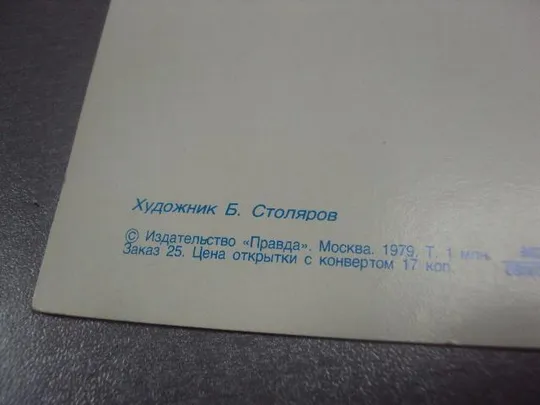 Художник Б. Столяров
© Издательство «Правда». Москва. 1979. Т. 1 млн.
Заказ 25. Цена открытки с конвертом 17 коп.